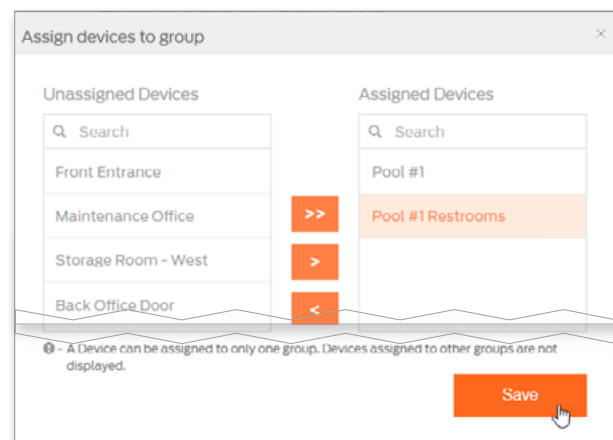 Assign devices to group ×
Unassigned Devices
Assigned Devices
Search
Search
Front Entrance
Pool #1
Maintenance Office
>>
Pool #1 Restrooms
Storage Room - West
>
Back Office Door
<
- A Device can be assigned to only one group. Devices assigned to other groups are not
displayed.
Save